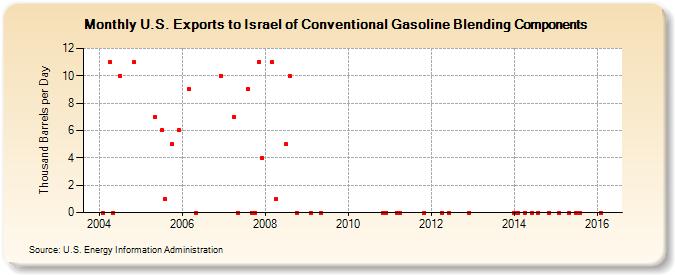 Monthly U.S. Exports to Israel of Conventional Gasoline Blending Components
Thousand Barrels per Day
12
10
8
6
4
2
0
2004 2006 2008 2010 2012 2014 2016
Source: U.S. Energy Information Administration